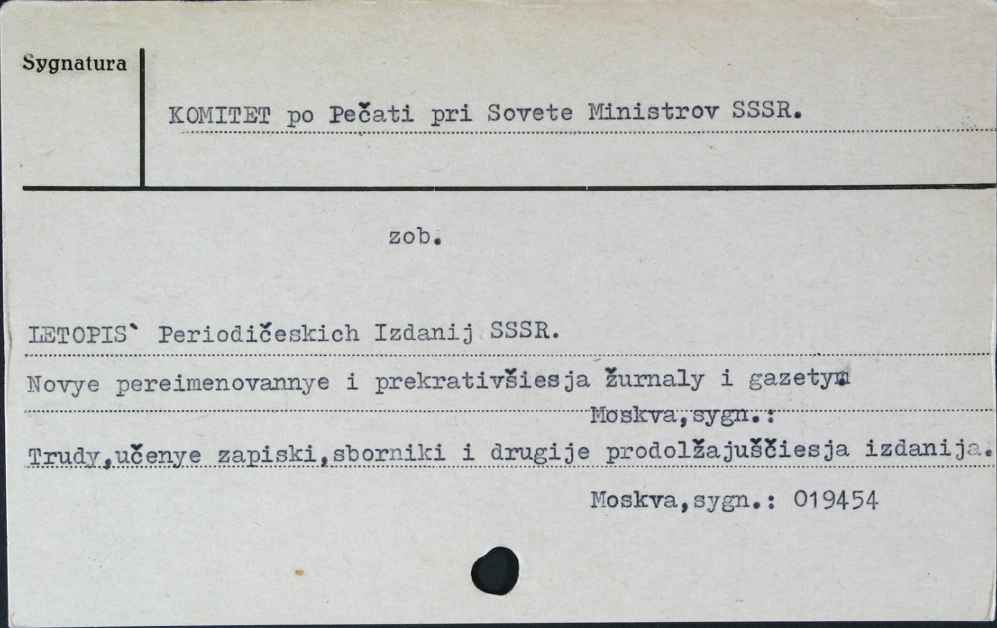 Sygnatura
KOMITET po Pečati pri Sovete Ministrov SSSR.
zob.
LETOPIS` Periodičeskich Izdanij SSSR.
Novye pereimenovannye i prekrativšiesja žurnaly i gazety
Moskva,sygn.:
Trudy,učenye zapiski,sborniki i drugije prodolžajuščiesja izdanija.
Moskva,sygn.: 019454